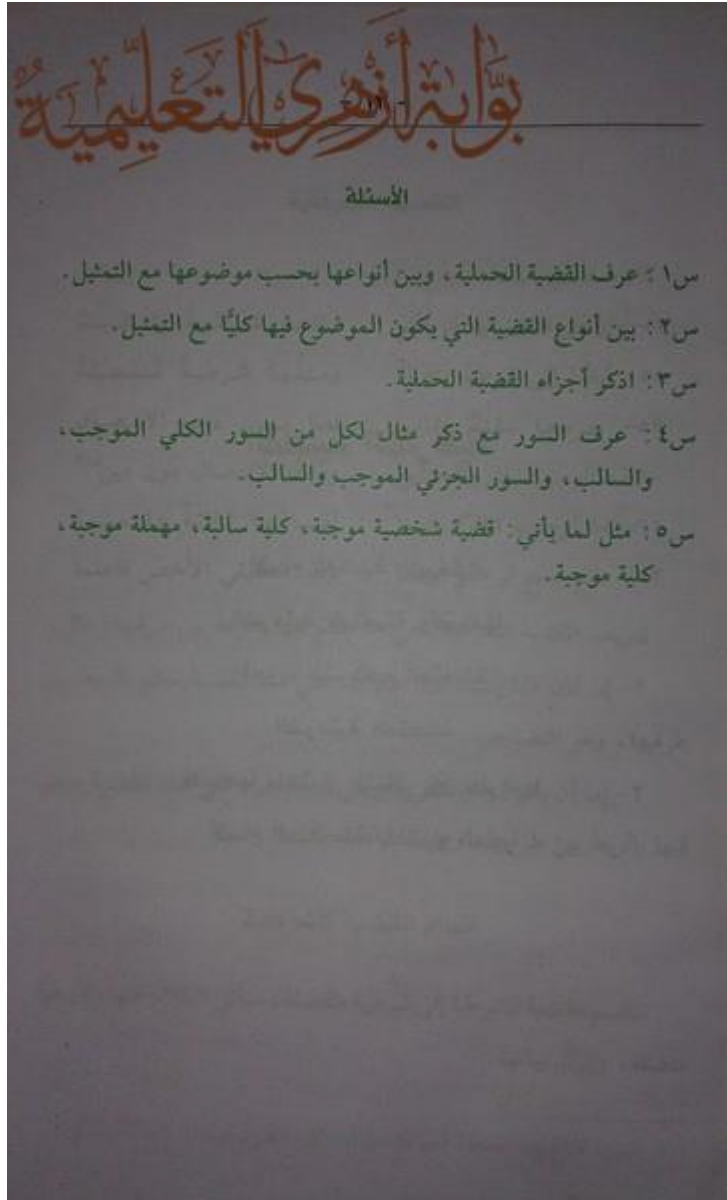 بوابة أزهري التعليمية
الأسئلة
س١ : عرف القضية الحملية، وبين أنواعها بحسب موضوعها مع التمثيل.
س٢ : بين أنواع القضية التي يكون الموضوع فيها كليًّا مع التمثيل.
س٣ : اذكر أجزاء القضية الحملية.
س٤ : عرف السور مع ذكر مثال لكل من السور الكلي الموجب،
والسالب، والسور الجزئي الموجب والسالب.
س٥ : مثل لما يأتي: قضية شخصية موجبة، كلية سالبة، مهملة موجبة،
كلية موجبة.